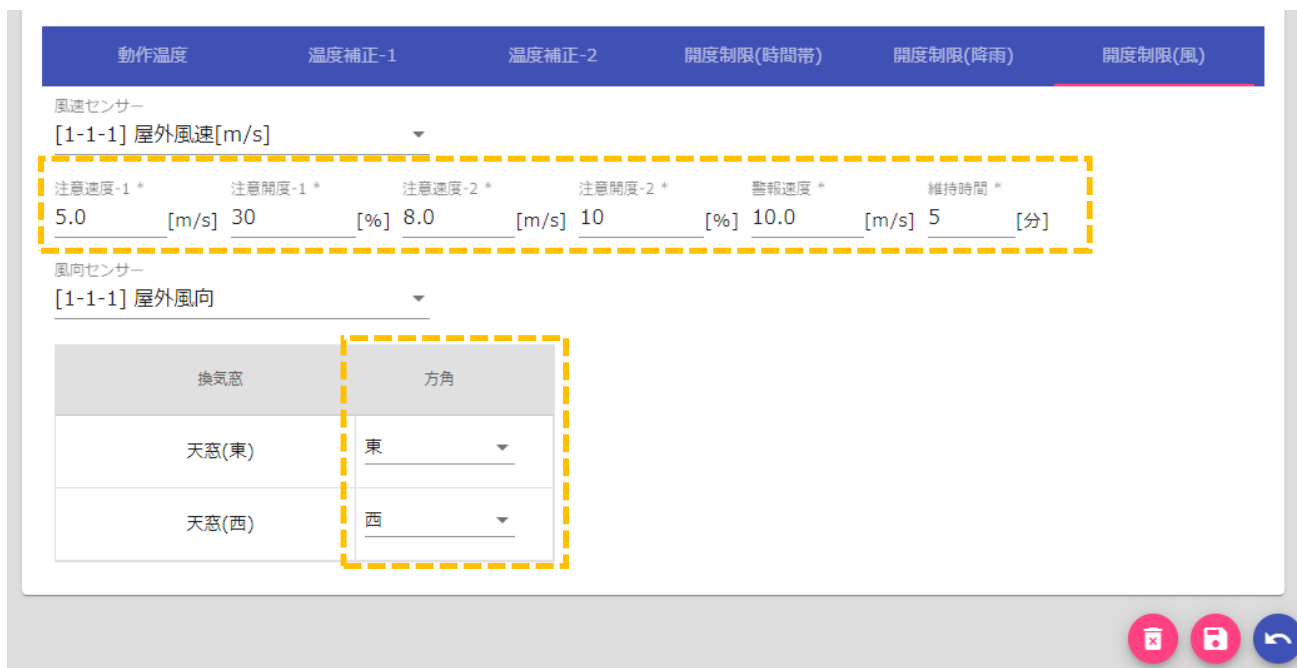 動作温度 温度補正-1 温度補正-2 開度制限(時間帯) 開度制限(降雨) 開度制限(風)
風速センサー
[1-1-1] 屋外風速[m/s]
注意速度-1 * 注意開度-1 * 注意速度-2 * 注意開度-2 * 警報速度 * 維持時間 *
5.0 [m/s] 30 [%] 8.0 [m/s] 10 [%] 10.0 [m/s] 5 [分]
風向センサー
[1-1-1] 屋外風向
換気窓 方角
天窓(東) 東
天窓(西) 西